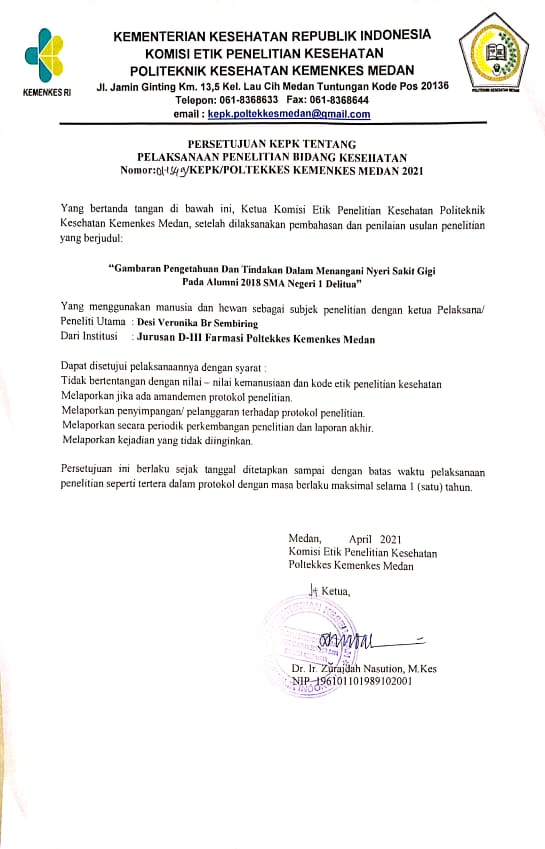 KEMENTERIAN KESEHATAN REPUBLIK INDONESIA
KOMISI ETIK PENELITIAN KESEHATAN
POLITEKNIK KESEHATAN KEMENKES MEDAN
Jl. Jamin Ginting Km. 13,5 Kel. Lau Cih Medan Tuntungan Kode Pos 20136
Telepon: 061-8368633 Fax: 061-8368644
email : kepk.poltekkesmedan@gmail.com
KEMENKES RI
POLITEKNIK KESEHATAN MEDAN
PERSETUJUAN KEPK TENTANG
PELAKSANAAN PENELITIAN BIDANG KESEHATAN
Nomor: /KEPK/POLTEKKES KEMENKES MEDAN 2021
Yang bertanda tangan di bawah ini, Ketua Komisi Etik Penelitian Kesehatan Politeknik
Kesehatan Kemenkes Medan, setelah dilaksanakan pembahasan dan penilaian usulan penelitian
yang berjudul:
“Gambaran Pengetahuan Dan Tindakan Dalam Menangani Nyeri Sakit Gigi
Pada Alumni 2018 SMA Negeri 1 Delitua”
Yang menggunakan manusia dan hewan sebagai subjek penelitian dengan ketua Pelaksana/
Peneliti Utama : Desi Veronika Br Sembiring
Dari Institusi : Jurusan D-III Farmasi Poltekkes Kemenkes Medan
Dapat disetujui pelaksanaannya dengan syarat :
Tidak bertentangan dengan nilai – nilai kemanusiaan dan kode etik penelitian kesehatan
Melaporkan jika ada amandemen protokol penelitian.
Melaporkan penyimpangan/ pelanggaran terhadap protokol penelitian.
Melaporkan secara periodik perkembangan penelitian dan laporan akhir.
Melaporkan kejadian yang tidak diinginkan.
Persetujuan ini berlaku sejak tanggal ditetapkan sampai dengan batas waktu pelaksanaan
penelitian seperti tertera dalam protokol dengan masa berlaku maksimal selama 1 (satu) tahun.
Medan, April 2021
Komisi Etik Penelitian Kesehatan
Poltekkes Kemenkes Medan
Ketua,
Dr. Ir. Zuraidah Nasution, M.Kes
NIP. 196101101989102001